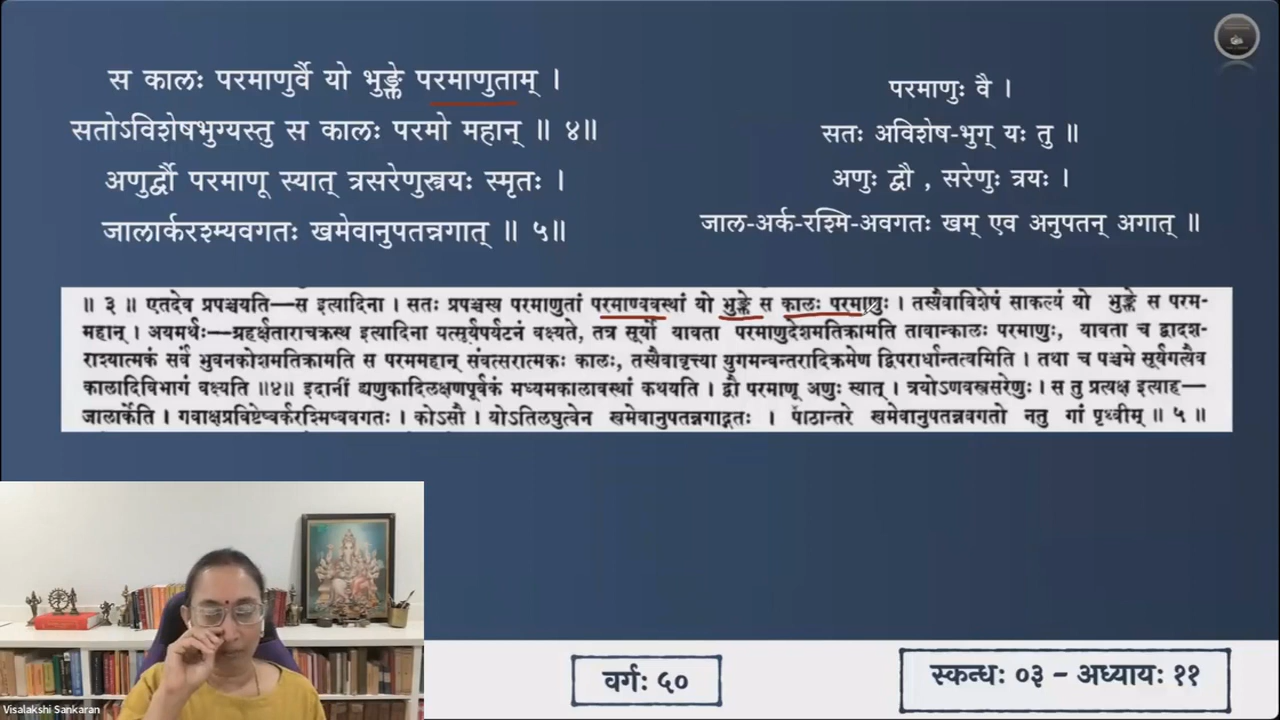 स कालः परमाणुर्वै यो भुङ्क्ते परमाणुताम् ।
सतोऽविशेषभुग्यस्तु स कालः परमो महान् ॥ ४॥
अणुर्द्वौ परमाणू स्यात् त्रसरेणुस्त्रयः स्मृतः ।
जालार्करश्म्यवगतः खमेवानुपतन्नगात् ॥ ५॥
परमाणुः वै ।
सतः अविशेष-भुग् यः तु ॥
अणुः द्वौ , सरेणुः त्रयः ।
जाल-अर्क-रश्मि-अवगतः खम् एव अनुपतन् अगात् ॥
॥ ३ ॥ एतदेव प्रपञ्चयति—स इत्यादिना । सतः प्रपञ्चस्य परमाणुतां परमाण्ववस्थां यो भुङ्क्ते स कालः परमाणुः । तस्यैवाविशेषं साकल्यं यो भुङ्क्ते स परम-
महान् । अयमर्थः—ग्रहर्क्षताराचक्रस्थ इत्यादिना यत्सूर्यपर्यटनं वक्ष्यते, तत्र सूर्यो यावता परमाणुदेशमतिक्रामति तावान्कालः परमाणुः, यावता च द्वादश-
राश्यात्मकं सर्वं भुवनकोशमतिक्रामति स परममहान् संवत्सरात्मकः कालः, तस्यैवावृत्त्या युगमन्वन्तरादिक्रमेण द्विपरार्धान्तत्वमिति । तथा च पञ्चमे सूर्यगत्यैव
कालादिविभागं वक्ष्यति ॥४॥ इदानीं द्व्यणुकादिलक्षणपूर्वकं मध्यमकालावस्थां कथयति । द्वौ परमाणू अणुः स्यात् । त्रयोऽणवस्त्रसरेणुः । स तु प्रत्यक्ष इत्याह—
जालार्केति । गवाक्षप्रविष्टेष्वर्करश्मिष्ववगतः । कोऽसौ । योऽतिलघुत्वेन खमेवानुपतन्नगाद्गतः । पाठान्तरे खमेवानुपतन्नवगतो नतु गां पृथ्वीम् ॥ ५ ॥
Visalakshi Sankaran
वर्गः ५०
स्कन्धः ०३ – अध्यायः ११